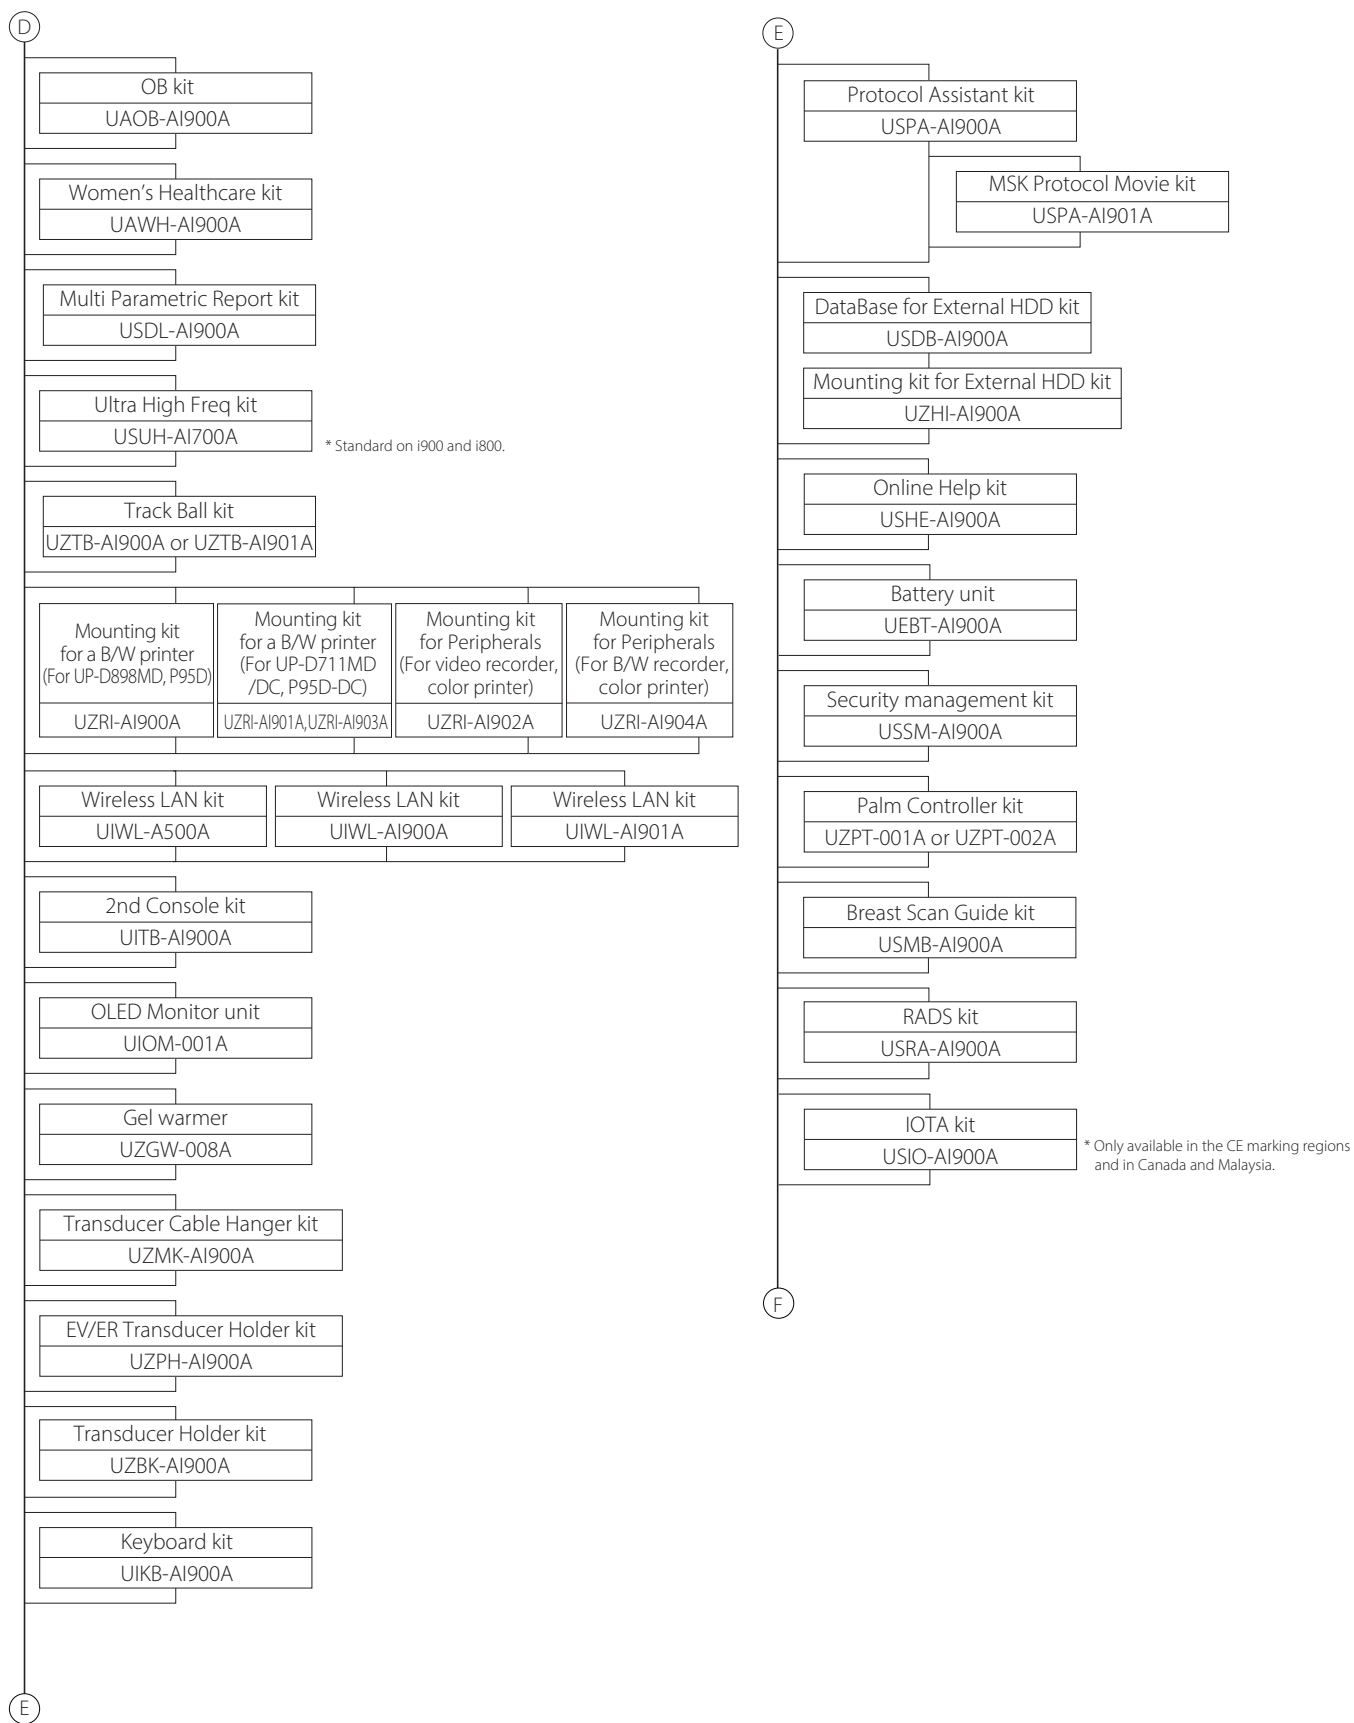 D
OB kit
UAOB-AI900A
Women’s Healthcare kit
UAWH-AI900A
Multi Parametric Report kit
USDL-AI900A
Ultra High Freq kit
USUH-AI700A
* Standard on i900 and i800.
Track Ball kit
UZTB-AI900A or UZTB-AI901A
Mounting kit
for a B/W printer
(For UP-D898MD, P95D)
UZRI-AI900A
Mounting kit
for a B/W printer
(For UP-D711MD
/DC, P95D-DC)
UZRI-AI901A,UZRI-AI903A
Mounting kit
for Peripherals
(For video recorder,
color printer)
UZRI-AI902A
Mounting kit
for Peripherals
(For B/W recorder,
color printer)
UZRI-AI904A
Wireless LAN kit
UIWL-A500A
Wireless LAN kit
UIWL-AI900A
Wireless LAN kit
UIWL-AI901A
2nd Console kit
UITB-AI900A
OLED Monitor unit
UIOM-001A
Gel warmer
UZGW-008A
Transducer Cable Hanger kit
UZMK-AI900A
EV/ER Transducer Holder kit
UZPH-AI900A
Transducer Holder kit
UZBK-AI900A
Keyboard kit
UIKB-AI900A
E
E
Protocol Assistant kit
USPA-AI900A
MSK Protocol Movie kit
USPA-AI901A
DataBase for External HDD kit
USDB-AI900A
Mounting kit for External HDD kit
UZHI-AI900A
Online Help kit
USHE-AI900A
Battery unit
UEBT-AI900A
Security management kit
USSM-AI900A
Palm Controller kit
UZPT-001A or UZPT-002A
Breast Scan Guide kit
USMB-AI900A
RADS kit
USRA-AI900A
IOTA kit
USIO-AI900A
* Only available in the CE marking regions
and in Canada and Malaysia.
F